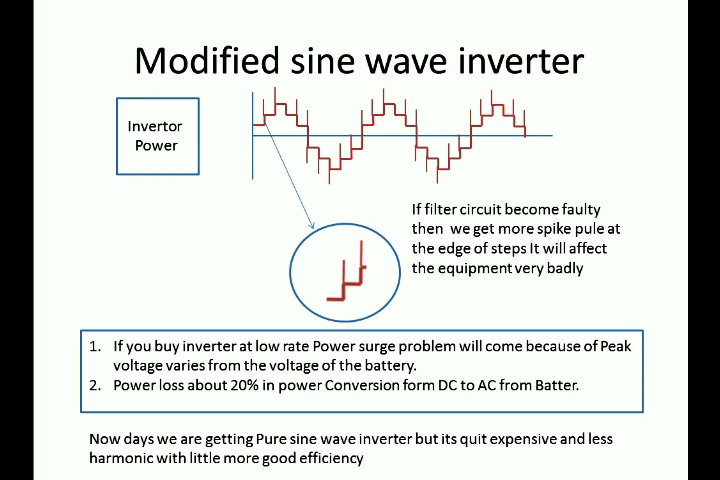 Modified sine wave inverter
Invertor
Power
If filter circuit become faulty
then we get more spike pule at
the edge of steps It will affect
the equipment very badly
1. If you buy inverter at low rate Power surge problem will come because of Peak
voltage varies from the voltage of the battery.
2. Power loss about 20% in power Conversion form DC to AC from Batter.
Now days we are getting Pure sine wave inverter but its quit expensive and less
harmonic with little more good efficiency